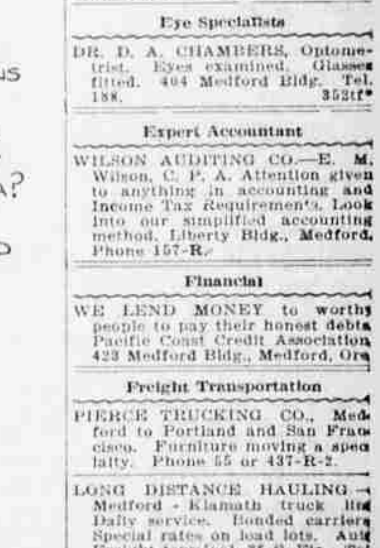 us
A?
Eye Specialists
DR. D. A. CHAMBERS, Optome-
trist. Eyes examined. Glasses
fitted. 404 Medford Bldg. Tel.
188. 352tf*
Expert Accountant
WILSON AUDITING CO.—E. M.
Wilson, C. P. A. Attention given
to anything in accounting and
Income Tax Requirements. Look
into our simplified accounting
method. Liberty Bldg., Medford,
Phone 157-R.
Financial
WE LEND MONEY to worthy
people to pay their honest debts
Pacific Coast Credit Association,
423 Medford Bldg., Medford, Ore
Freight Transportation
PIERCE TRUCKING CO., Med-
ford to Portland and San Fran-
cisco. Furniture moving a spec
ialty. Phone 55 or 437-R-2.
LONG DISTANCE HAULING.—
Medford - Klamath truck line
Daily service. Bonded carriers
Special rates on load lots.